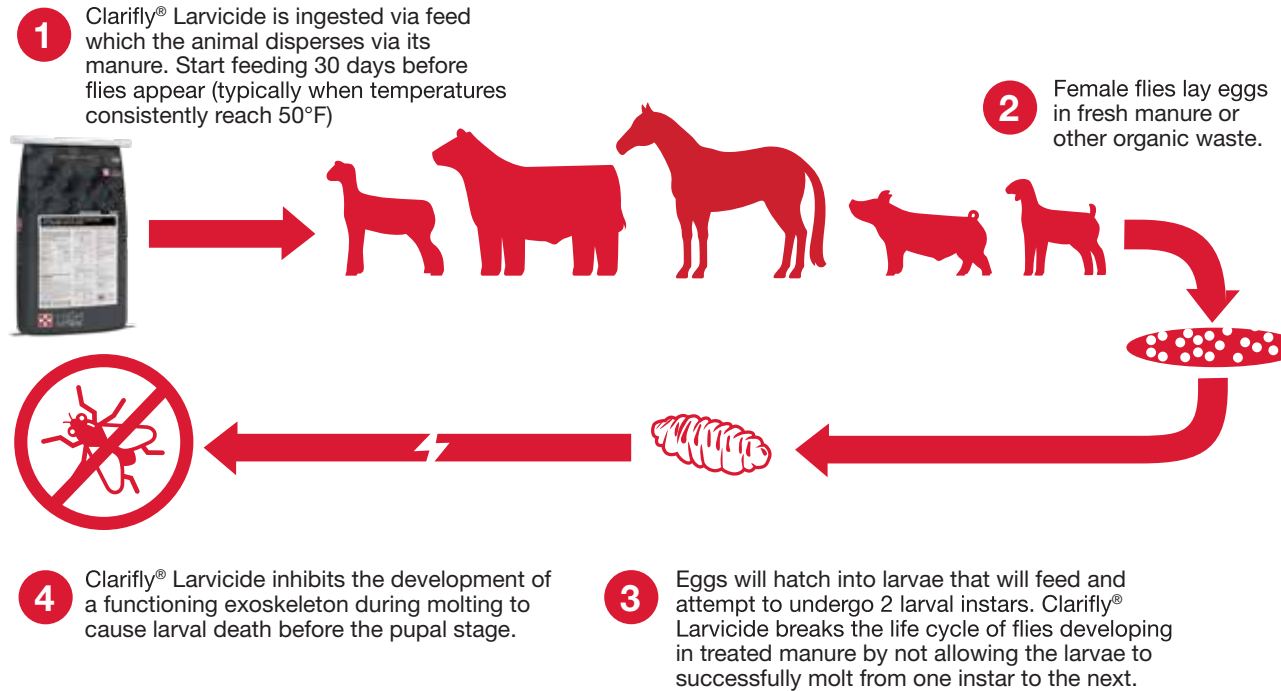 1
Clarifly® Larvicide is ingested via feed
which the animal disperses via its
manure. Start feeding 30 days before
flies appear (typically when temperatures
consistently reach 50°F)
2
Female flies lay eggs
in fresh manure or
other organic waste.
3
Eggs will hatch into larvae that will feed and
attempt to undergo 2 larval instars. Clarifly®
Larvicide breaks the life cycle of flies developing
in treated manure by not allowing the larvae to
successfully molt from one instar to the next.
4
Clarifly® Larvicide inhibits the development of
a functioning exoskeleton during molting to
cause larval death before the pupal stage.